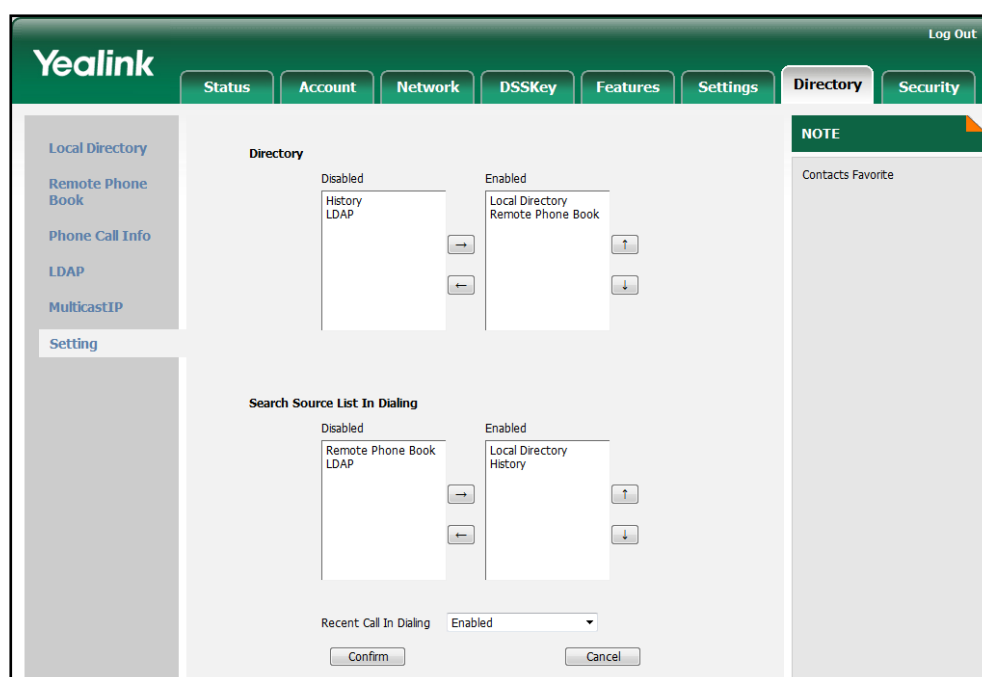 Log Out
Yealink
Status Account Network DSSKey Features Settings Directory Security
Local Directory
Remote Phone
Book
Phone Call Info
LDAP
MulticastIP
Setting
Directory
Disabled Enabled
History
LDAP
Local Directory
Remote Phone Book
→ ↑
← ↓
Search Source List In Dialing
Disabled Enabled
Remote Phone Book
LDAP
Local Directory
History
→ ↑
← ↓
Recent Call In Dialing Enabled
Confirm Cancel
NOTE
Contacts Favorite